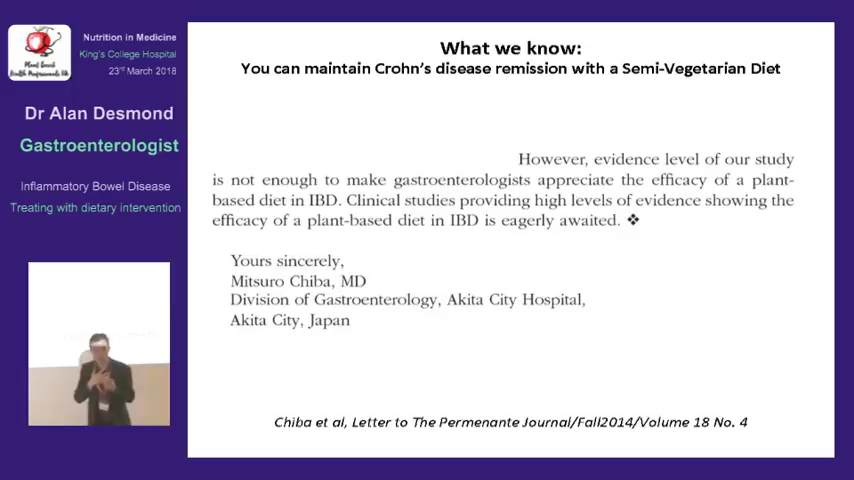 Plant Based
Health Professionals UK
Nutrition in Medicine
King's College Hospital
23rd March 2018
Dr Alan Desmond
Gastroenterologist
Inflammatory Bowel Disease
Treating with dietary intervention
What we know:
You can maintain Crohn's disease remission with a Semi-Vegetarian Diet
However, evidence level of our study
is not enough to make gastroenterologists appreciate the efficacy of a plant-
based diet in IBD. Clinical studies providing high levels of evidence showing the
efficacy of a plant-based diet in IBD is eagerly awaited. ❖
Yours sincerely,
Mitsuro Chiba, MD
Division of Gastroenterology, Akita City Hospital,
Akita City, Japan
Chiba et al, Letter to The Permenante Journal/Fall2014/Volume 18 No. 4